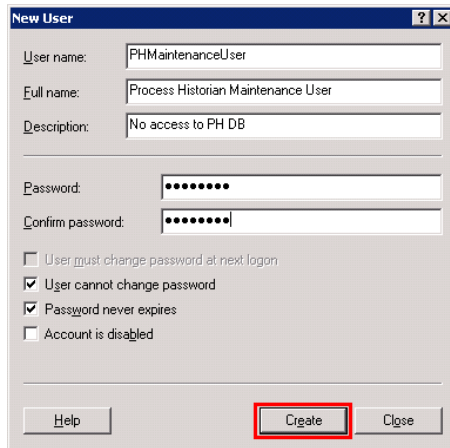 New User
User name: PHMaintenanceUser
Full name: Process Historian Maintenance User
Description: No access to PH DB
Password: ●●●●●●●●
Confirm password: ●●●●●●●●
User must change password at next logon
User cannot change password
Password never expires
Account is disabled
Help Create Close